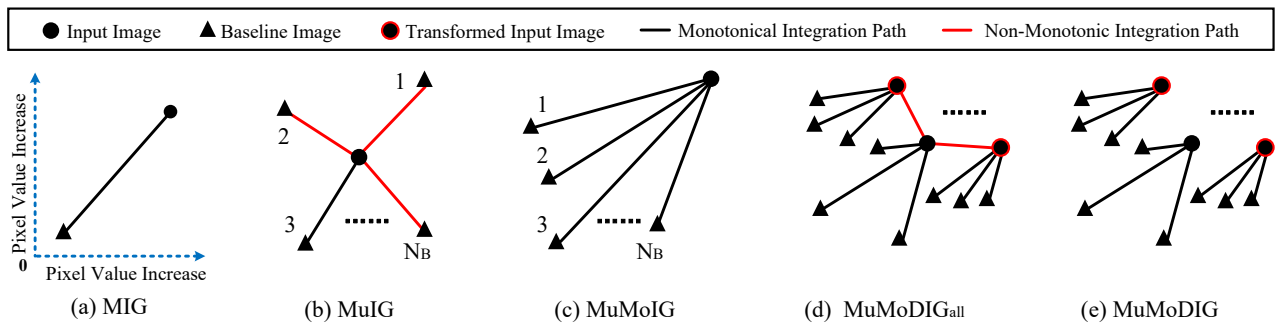 Input Image Baseline Image Transformed Input Image Monotonical Integration Path Non-Monotonic Integration Path
Pixel Value Increase
0
Pixel Value Increase
(a) MIG
1
2
3
NB
(b) MuIG
1
2
3
NB
(c) MuMoIG
(d) MuMoDIGall
(e) MuMoDIG